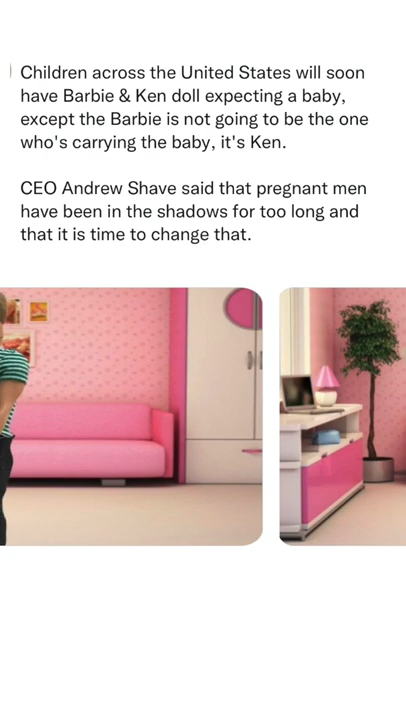 Children across the United States will soon
have Barbie & Ken doll expecting a baby,
except the Barbie is not going to be the one
who's carrying the baby, it's Ken.
CEO Andrew Shave said that pregnant men
have been in the shadows for too long and
that it is time to change that.